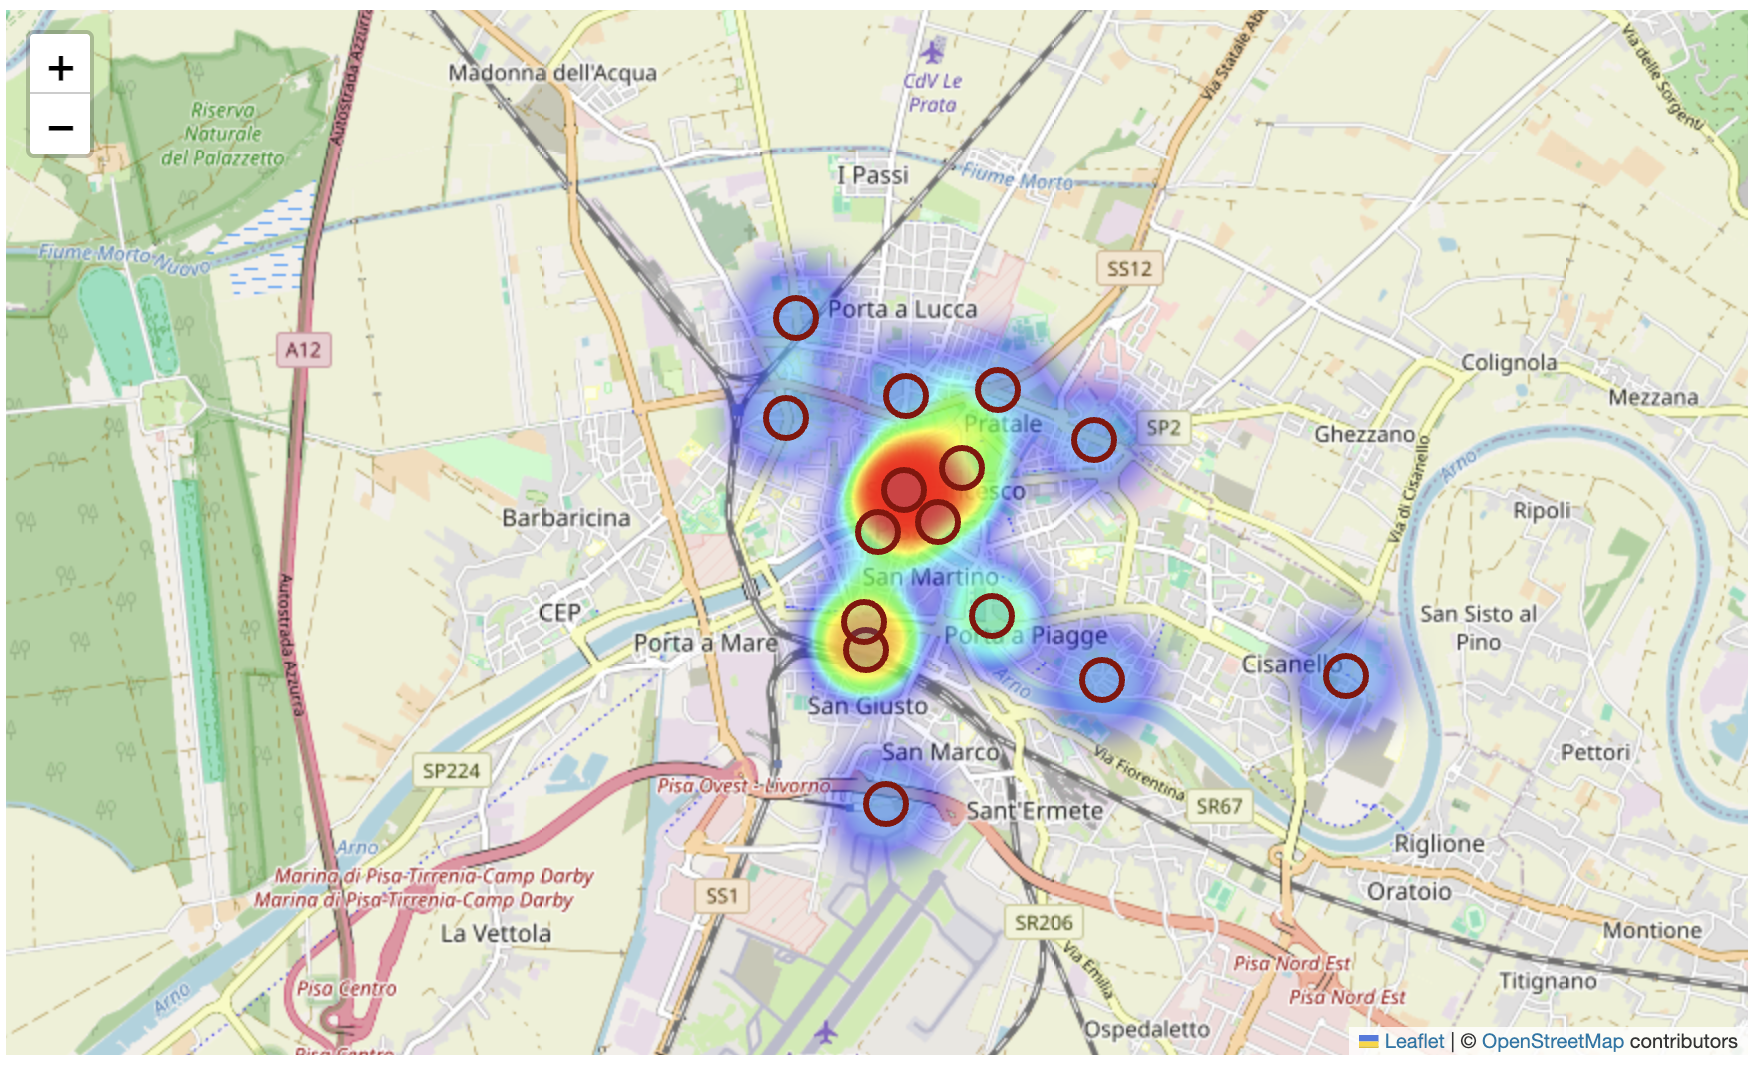 +
−
Madonna dell'Acqua
Autostrada Azzurra
Riserva
Naturale
del Palazzetto
CdV Le
Prata
Via Statale Ab
Via delle Sorgenti
I Passi
Fiume Morto
Fiume Morto Nuovo
SS12
Porta a Lucca
A12
Colignola
Mezzana
Pratale
SP2
Ghezzano
Arno
Via di Cisanello
esco
Barbaricina
Ripoli
San Martino
Autostrada Azzurra
CEP
San Sisto al
Pino
Porta a Mare
Porta a Piagge
Cisanello
Arno
San Giusto
San Marco
Pettori
SP224
Via Fiorentina
Pisa Ovest - Livorno
SR67
Sant'Ermete
Arno
Riglione
Marina di Pisa-Tirrenia-Camp Darby
Marina di Pisa-Tirrenia-Camp Darby
SS1
Oratoio
SR206
La Vettola
Montione
Via Emilia
Pisa Nord Est
Titignano
Pisa Centro
Arno
Pisa Nord Est
Ospedaletto
Pisa Centro
Leaflet | © OpenStreetMap contributors